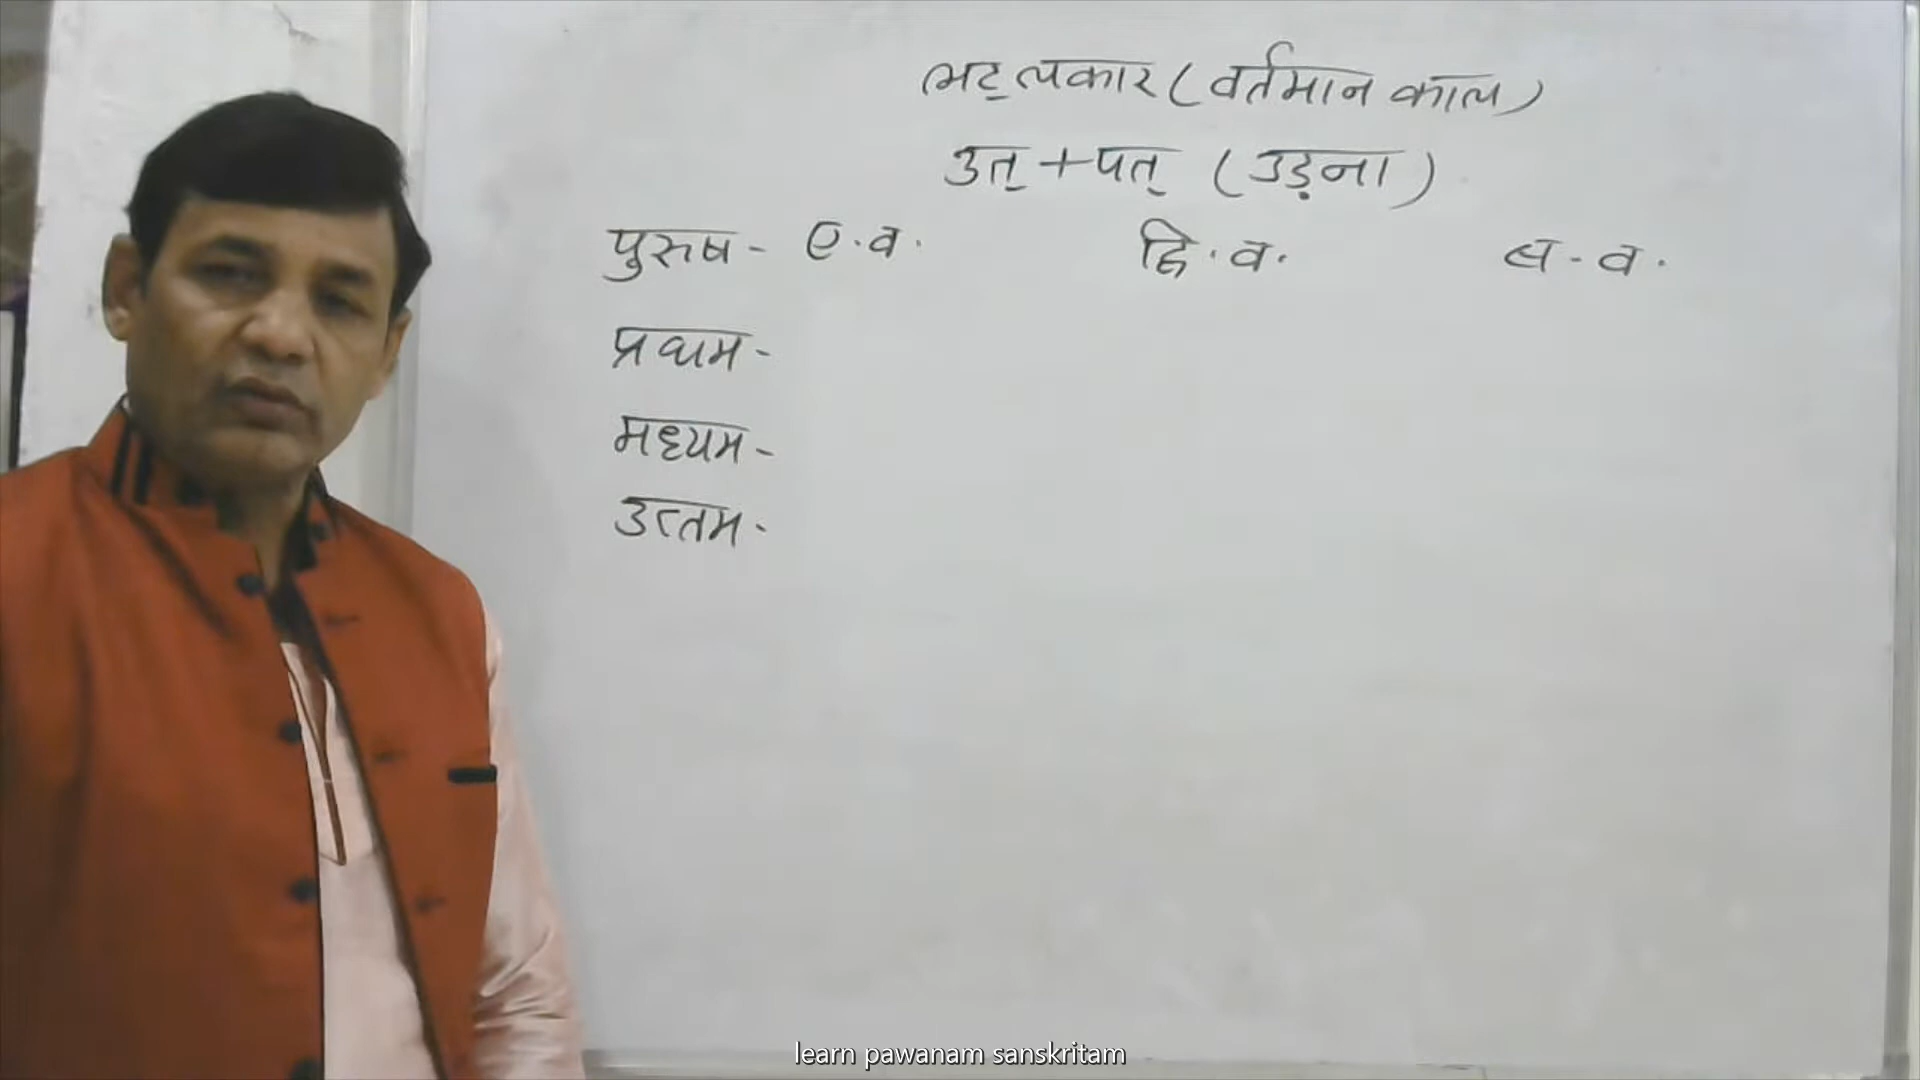 लट् लकार ( वर्तमान काल )
उत् + पत् ( उड़ना )
पुरुष - ए.व. द्वि.व. ब.व.
प्रथम -
मध्यम -
उत्तम -
learn pawanam sanskritam